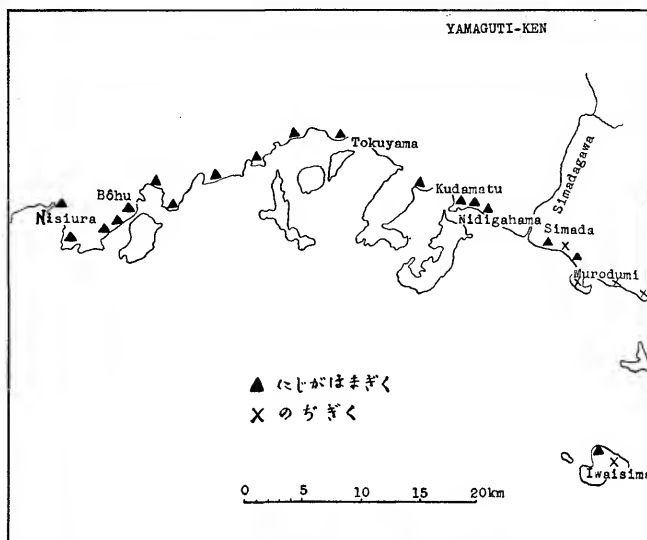 YAMAGUTI-KEN
Tokuyama
Simadagawa
Bôhu
Kudamatu
Nisiura
Nidigahama
Simada
Murodumi
▲ にじがはまぎく
× のぢぎく
Iwaisima
0 5 10 15 20km